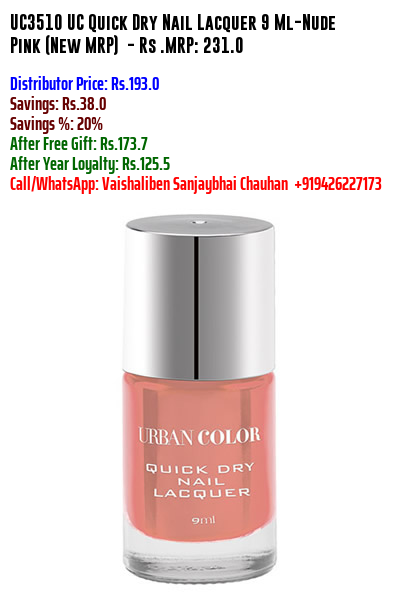 UC3510 UC Quick Dry Nail Lacquer 9 Ml-Nude
Pink (New MRP) - Rs .MRP: 231.0
Distributor Price: Rs.193.0
Savings: Rs.38.0
Savings %: 20%
After Free Gift: Rs.173.7
After Year Loyalty: Rs.125.5
Call/WhatsApp: Vaishaliben Sanjaybhai Chauhan +919426227173
URBAN COLOR
QUICK DRY
NAIL
LACQUER
9ml